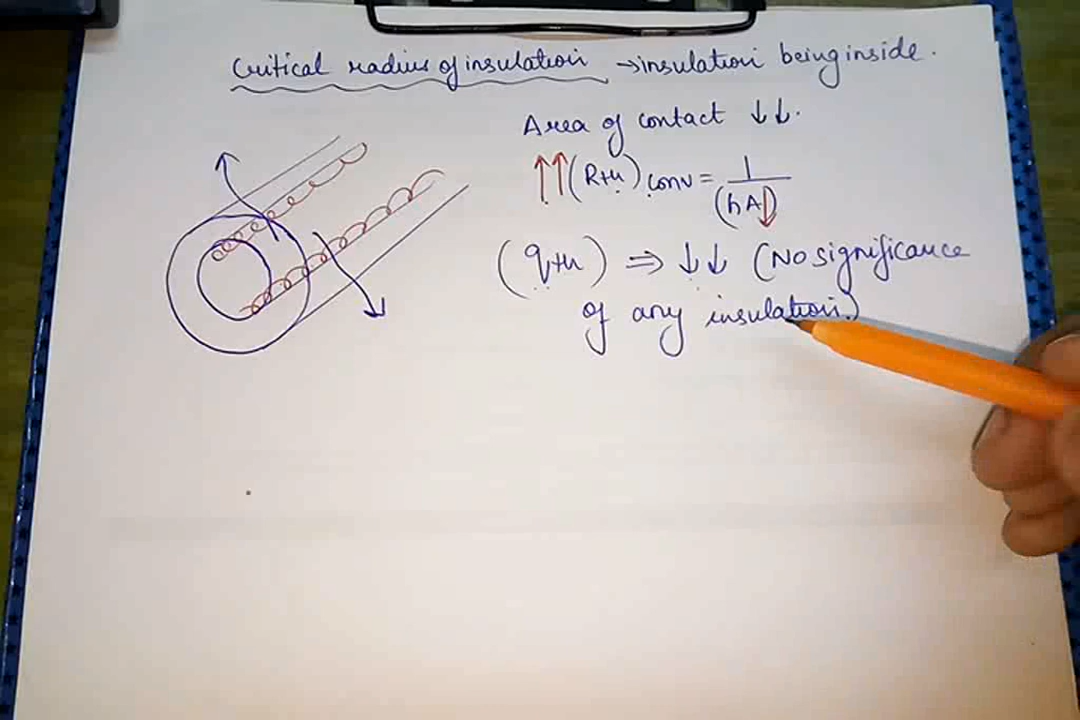 Critical radius of insulation → insulation being inside.
Area of contact ↓↓.
↑↑(Rth)conv = 1/(hA↓)
(qth) ⇒ ↓↓ (No significance
of any insulation.)